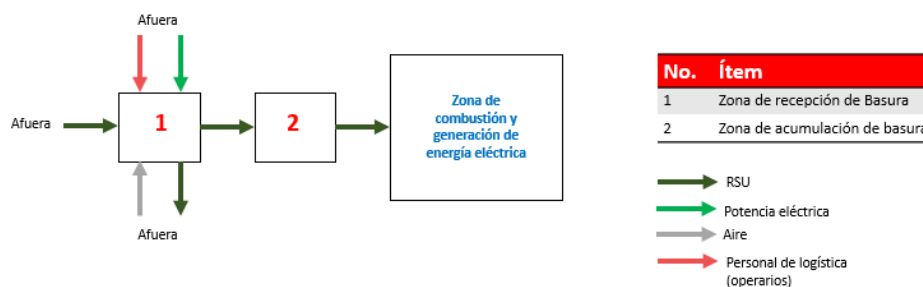 Afuera
Afuera
1
2
Zona de
combustión y
generación de
energía eléctrica
Afuera
No. Ítem
1 Zona de recepción de Basura
2 Zona de acumulación de basura
RSU
Potencia eléctrica
Aire
Personal de logística
(operarios)